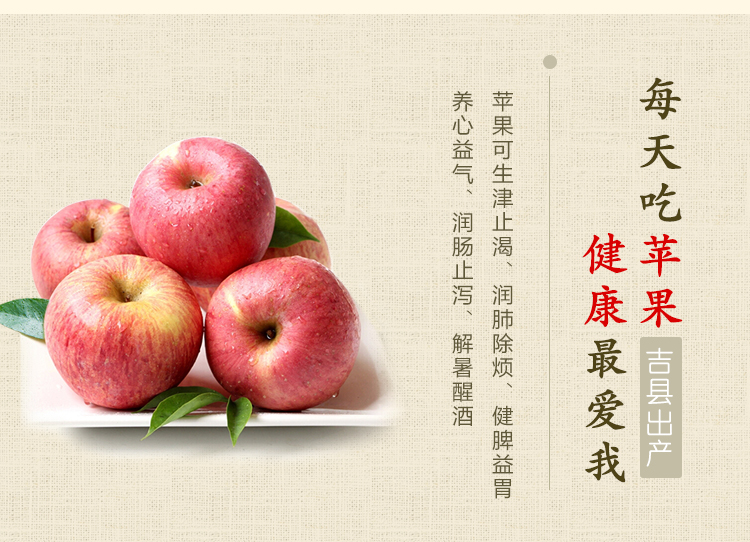 每天吃苹果
吉县出产
健康最爱我
苹果可生津止渴、润肺除烦、健脾益胃
养心益气、润肠止泻、解暑醒酒